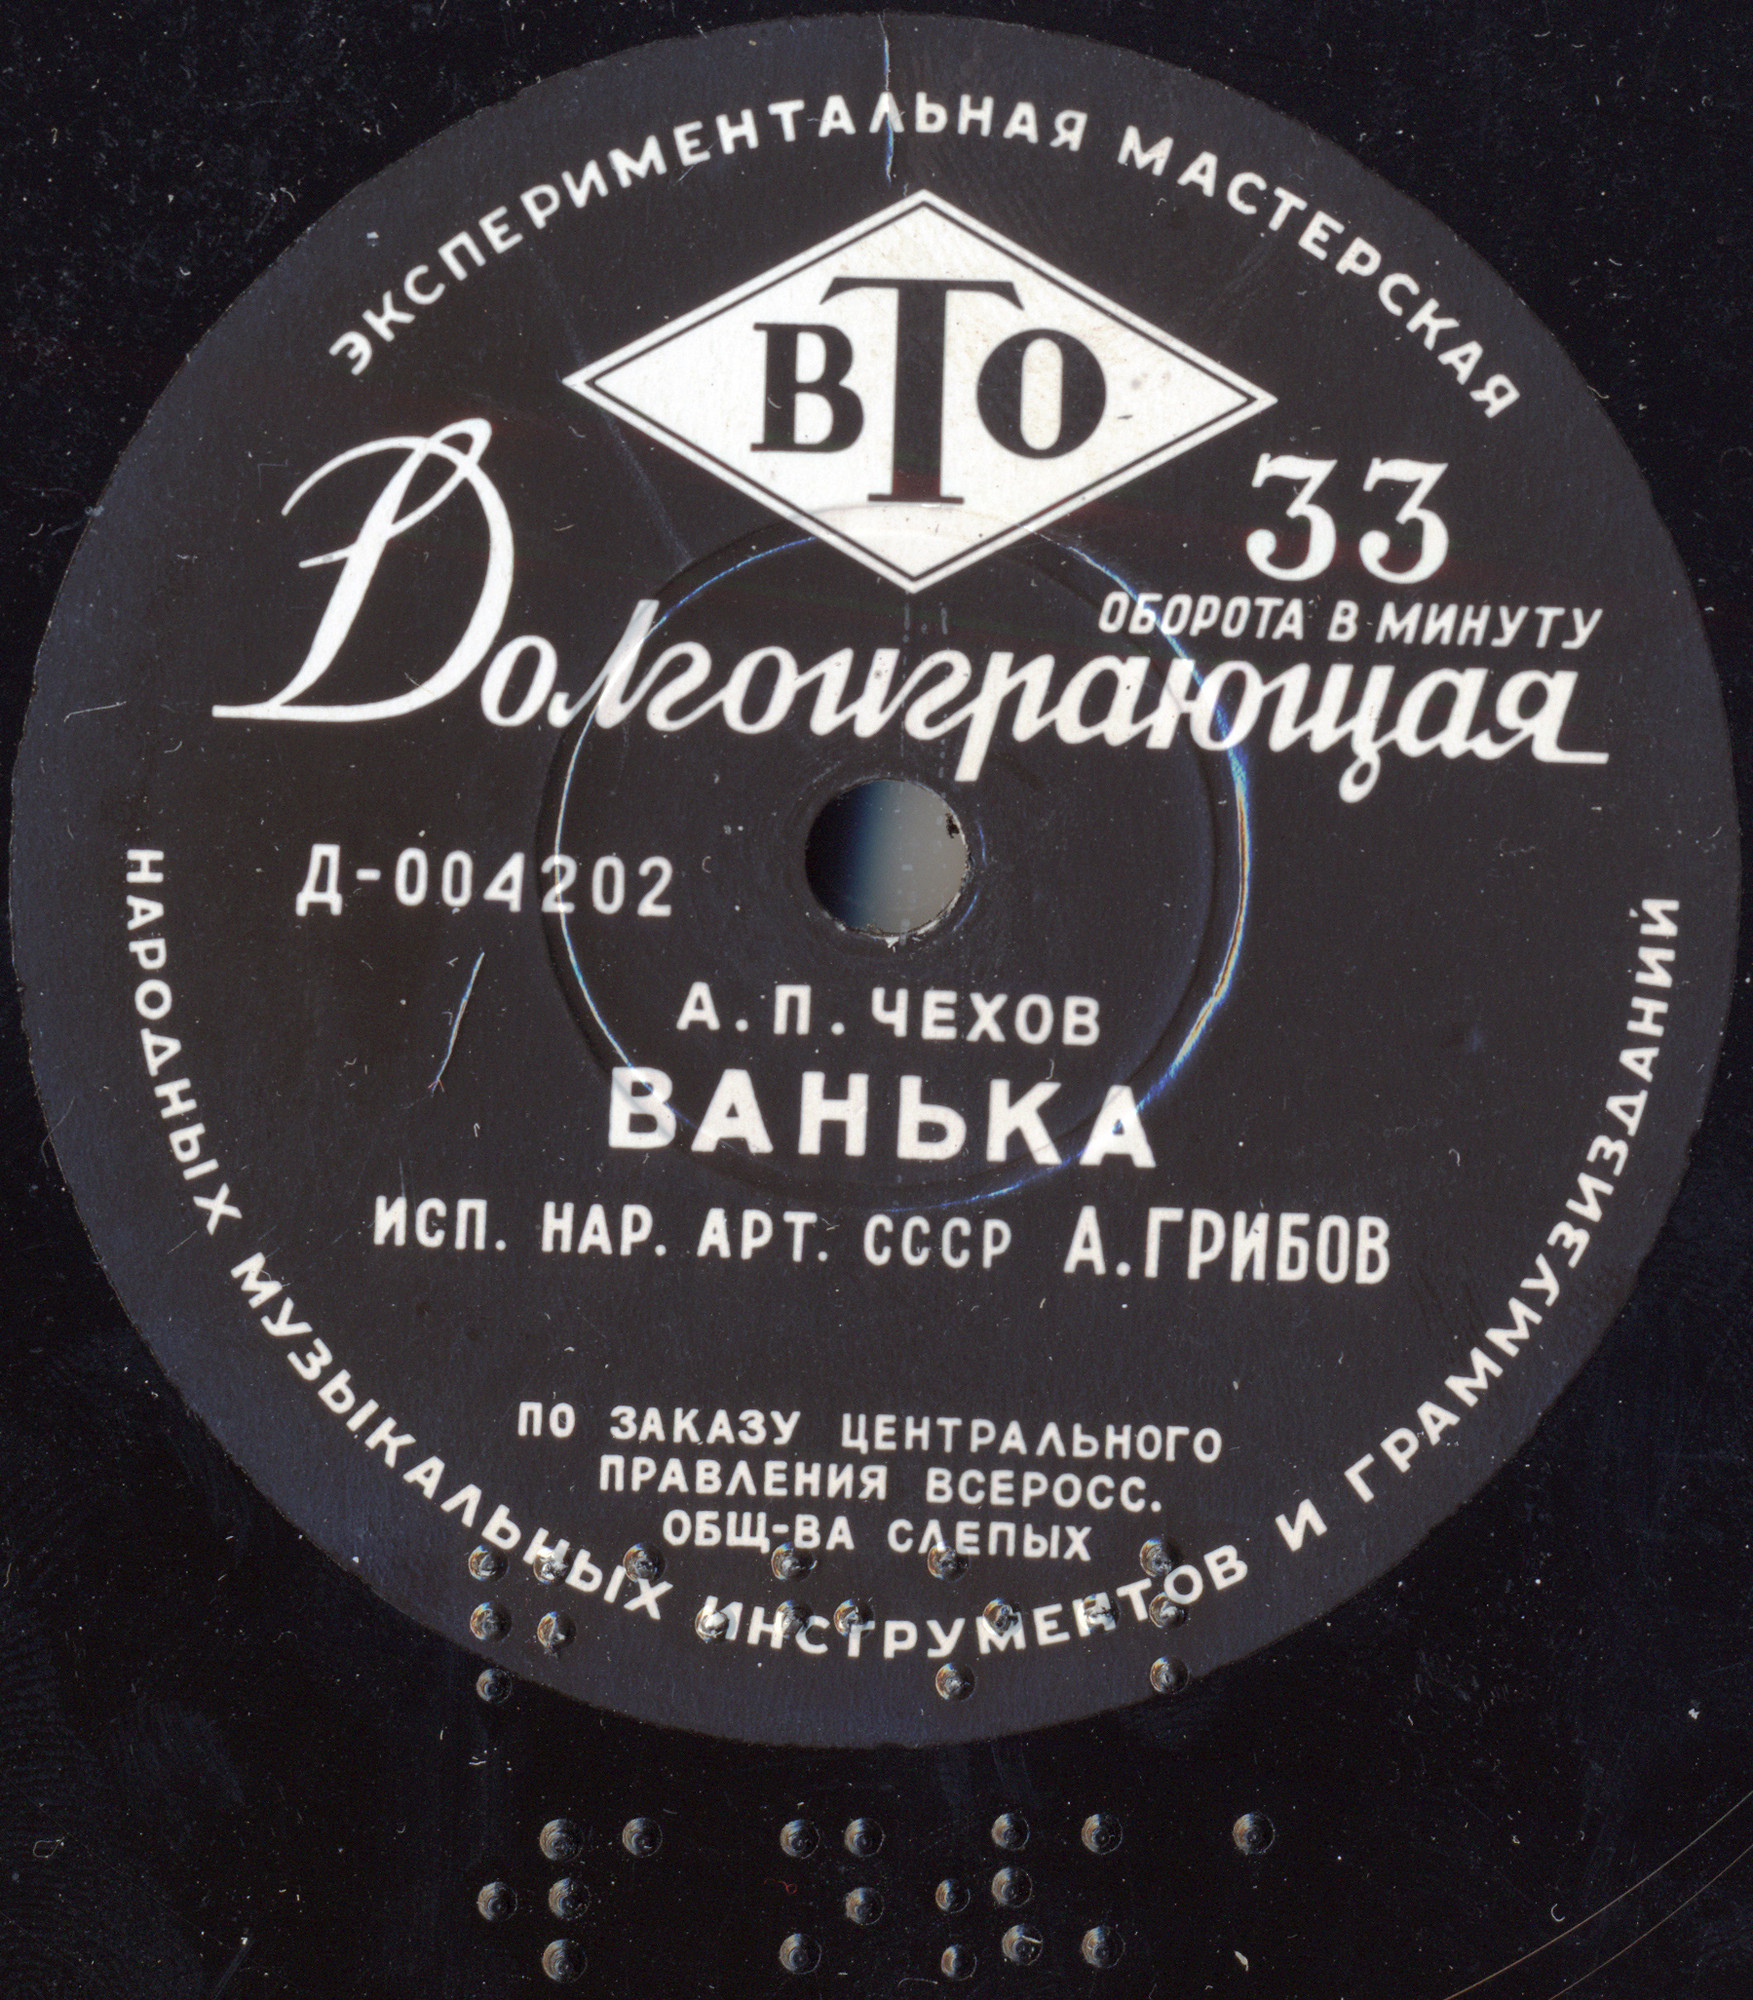 ЭКСПЕРИМЕНТАЛЬНАЯ МАСТЕРСКАЯ
ВТО
33
ОБОРОТА В МИНУТУ
Долгоиграющая
Д-004202
А.П.ЧЕХОВ
ВАНЬКА
ИСП. НАР. АРТ. СССР А.ГРИБОВ
ПО ЗАКАЗУ ЦЕНТРАЛЬНОГО
ПРАВЛЕНИЯ ВСЕРОСС.
ОБЩ-ВА СЛЕПЫХ
НАРОДНЫХ МУЗЫКАЛЬНЫХ ИНСТРУМЕНТОВ И ГРАММУЗИЗДАНИЙ